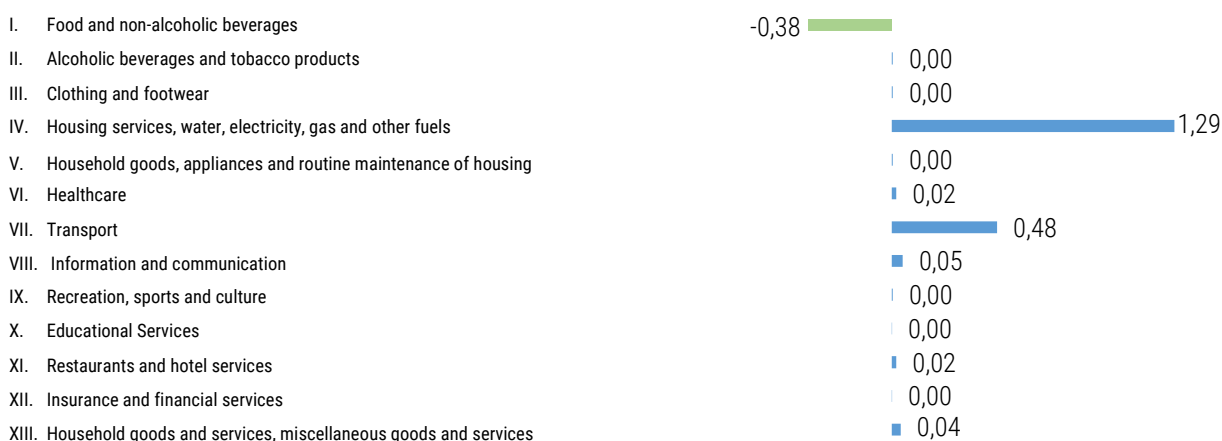 I. Food and non-alcoholic beverages -0,38
II. Alcoholic beverages and tobacco products 0,00
III. Clothing and footwear 0,00
IV. Housing services, water, electricity, gas and other fuels 1,29
V. Household goods, appliances and routine maintenance of housing 0,00
VI. Healthcare 0,02
VII. Transport 0,48
VIII. Information and communication 0,05
IX. Recreation, sports and culture 0,00
X. Educational Services 0,00
XI. Restaurants and hotel services 0,02
XII. Insurance and financial services 0,00
XIII. Household goods and services, miscellaneous goods and services 0,04